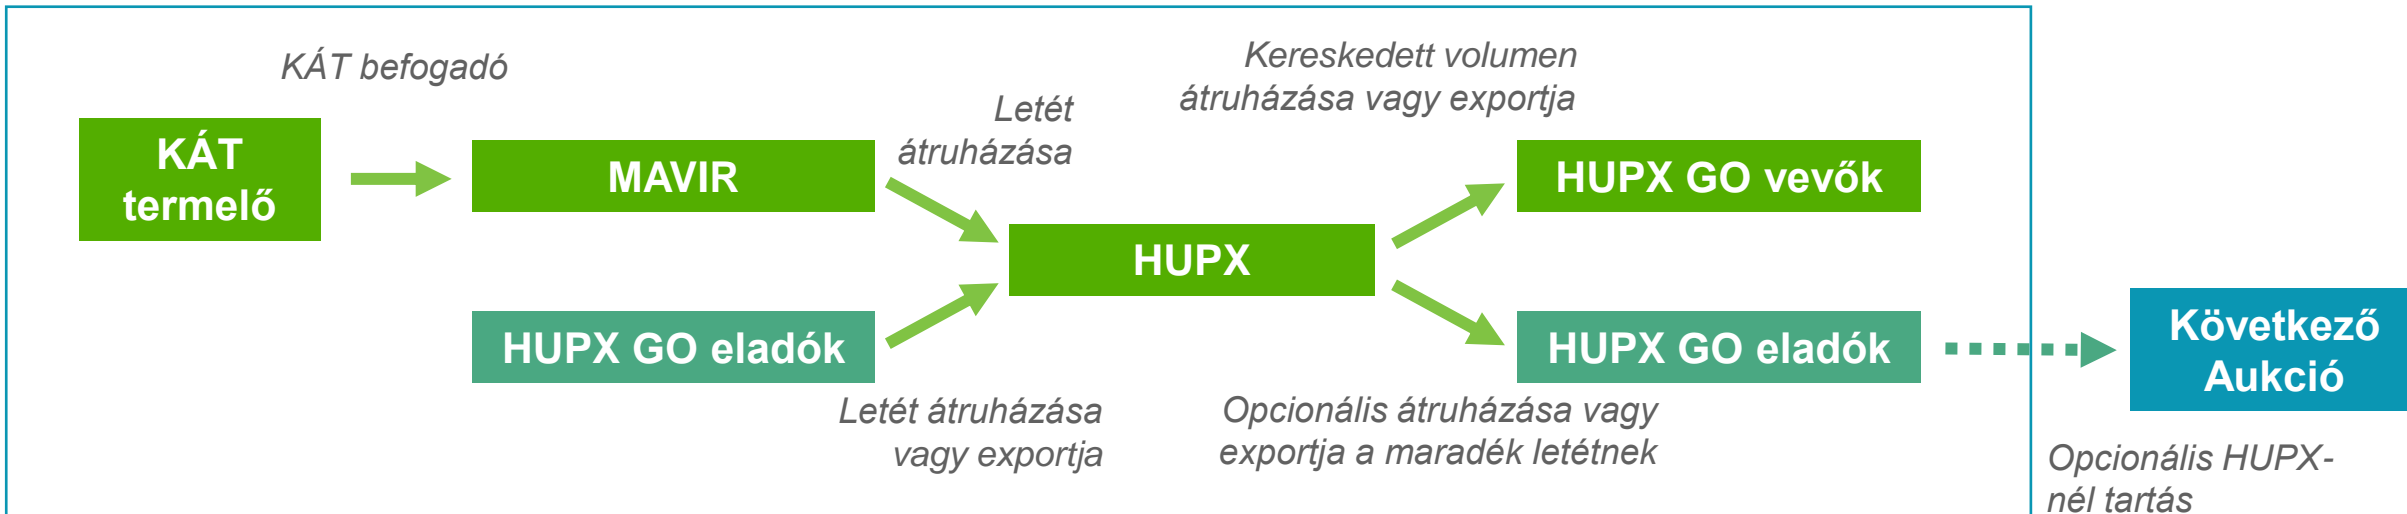 KÁT befogadó
KÁT
termelő
MAVIR
Letét
átruházása
HUPX GO eladók
Letét átruházása
vagy exportja
HUPX
Kereskedett volumen
átruházása vagy exportja
HUPX GO vevők
HUPX GO eladók
Opcionális átruházása vagy
exportja a maradék letétnek
Következő
Aukció
Opcionális HUPX-
nél tartás